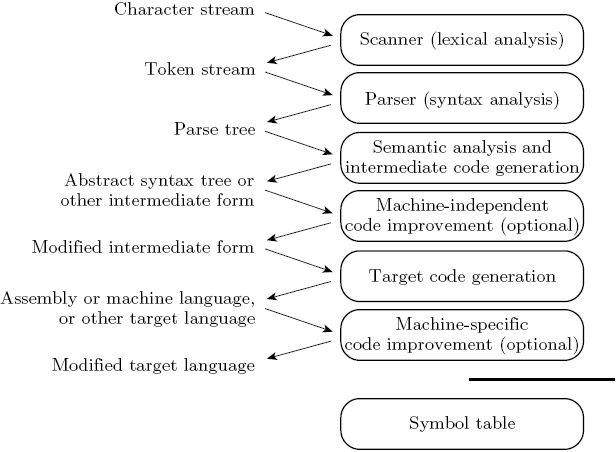 Character stream
Scanner (lexical analysis)
Token stream
Parser (syntax analysis)
Parse tree
Semantic analysis and
intermediate code generation
Abstract syntax tree or
other intermediate form
Machine-independent
code improvement (optional)
Modified intermediate form
Target code generation
Assembly or machine language,
or other target language
Machine-specific
code improvement (optional)
Modified target language
Symbol table